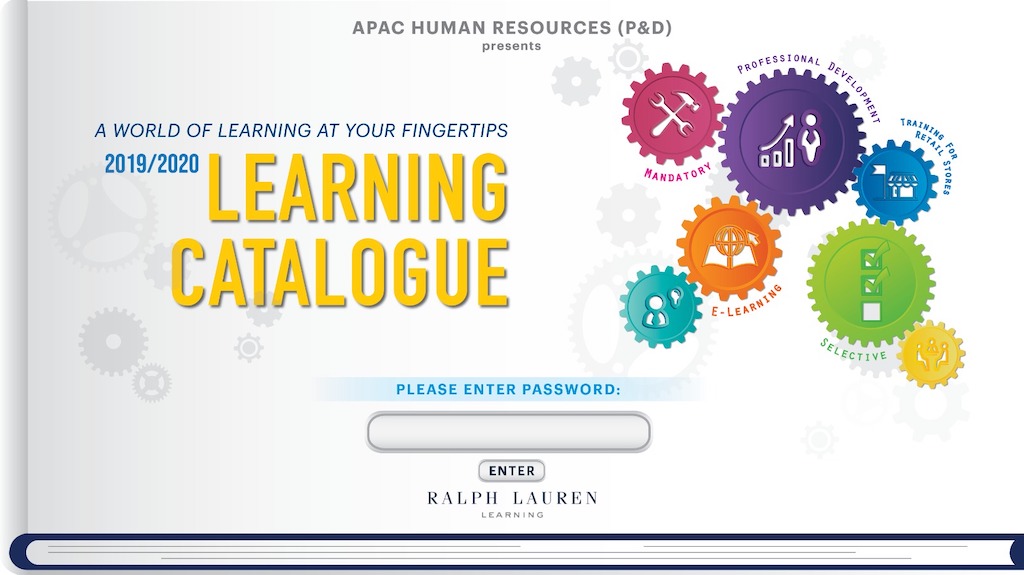 APAC HUMAN RESOURCES (P&D)
presents
A WORLD OF LEARNING AT YOUR FINGERTIPS
2019/2020 LEARNING
CATALOGUE
MANDATORY
PROFESSIONAL DEVELOPMENT
TRAINING FOR
RETAIL STORES
E-LEARNING
SELECTIVE
PLEASE ENTER PASSWORD:
ENTER
RALPH LAUREN
LEARNING